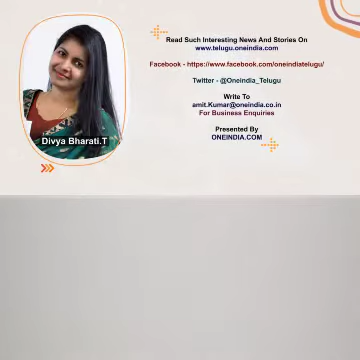 Read Such Interesting News And Stories On
www.telugu.oneindia.com
Facebook - https://www.facebook.com/oneindiatelugu/
Twitter - @Oneindia_Telugu
Write To
amit.Kumar@oneindia.co.in
For Business Enquiries
Presented By
ONEINDIA.COM
Divya Bharati.T